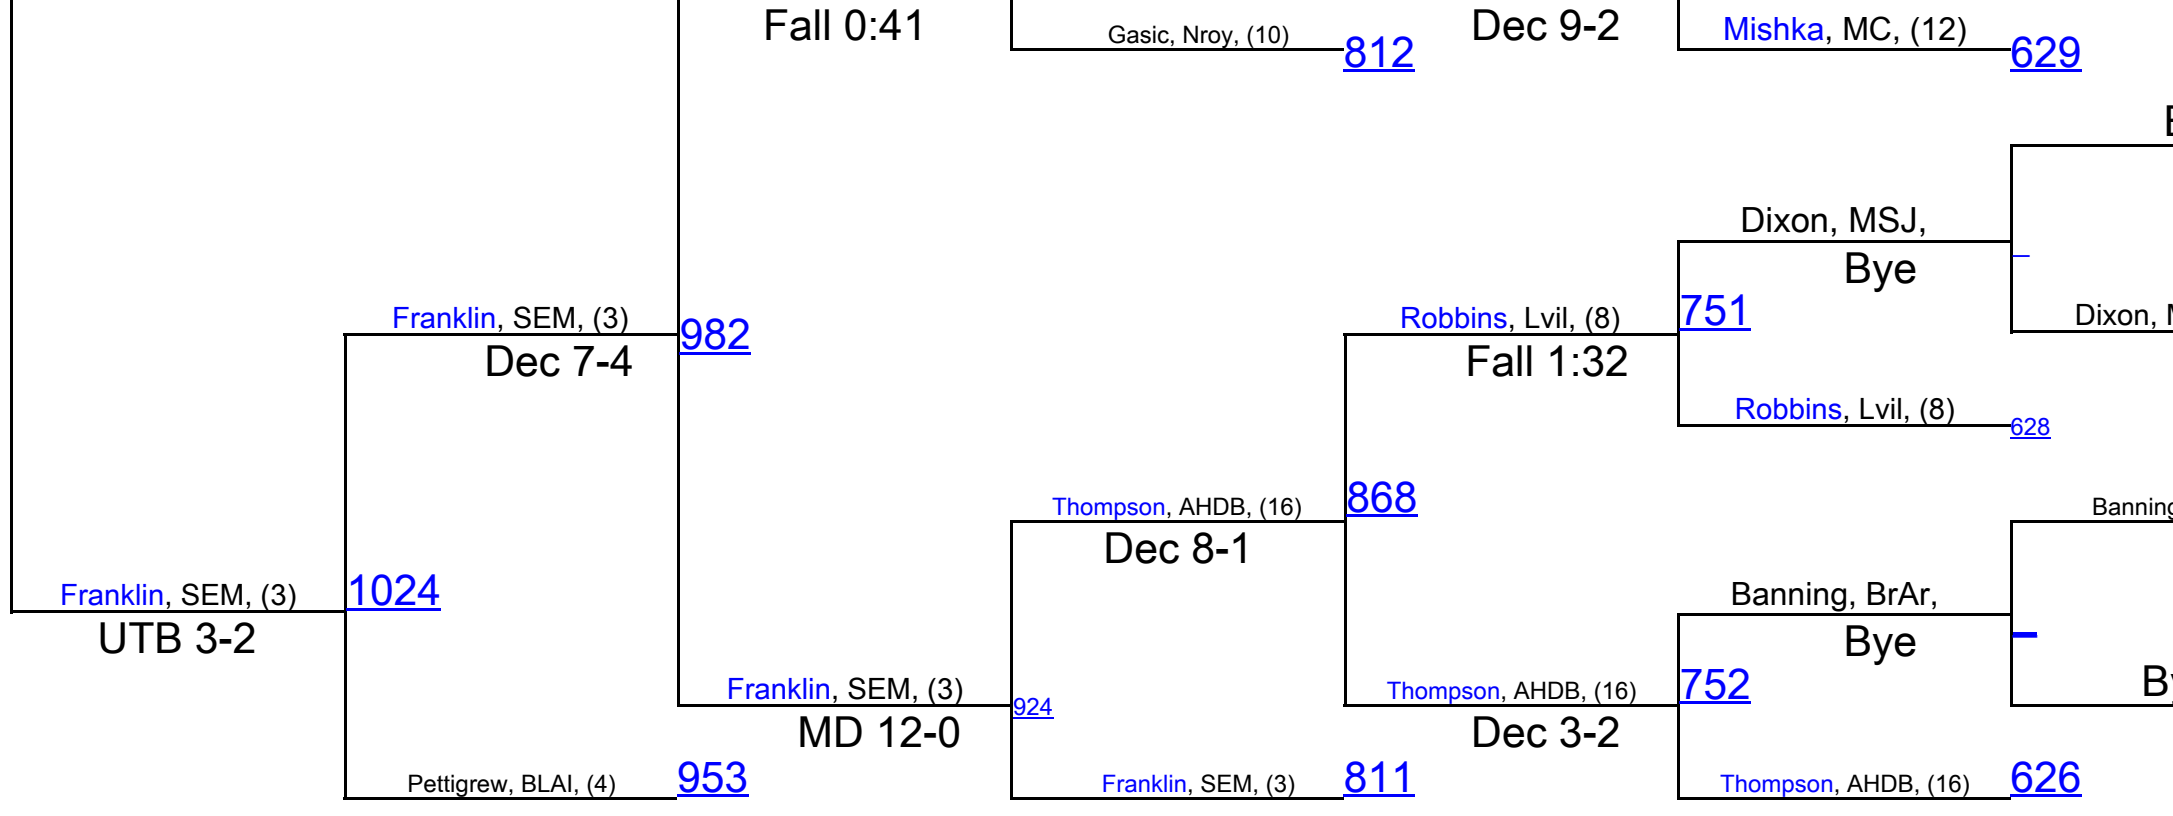 Fall 0:41
Gasic, Nroy, (10)
812
Dec 9-2
Mishka, MC, (12)
629
Dixon, MSJ,
Bye
Dixon,
Franklin, SEM, (3)
982
Dec 7-4
Robbins, Lvil, (8)
751
Fall 1:32
Robbins, Lvil, (8)
628
Thompson, AHDB, (16)
868
Dec 8-1
Banning
Franklin, SEM, (3)
1024
UTB 3-2
Banning, BrAr,
Bye
Franklin, SEM, (3)
924
MD 12-0
Thompson, AHDB, (16)
752
Dec 3-2
Pettigrew, BLAI, (4)
953
Franklin, SEM, (3)
811
Thompson, AHDB, (16)
626